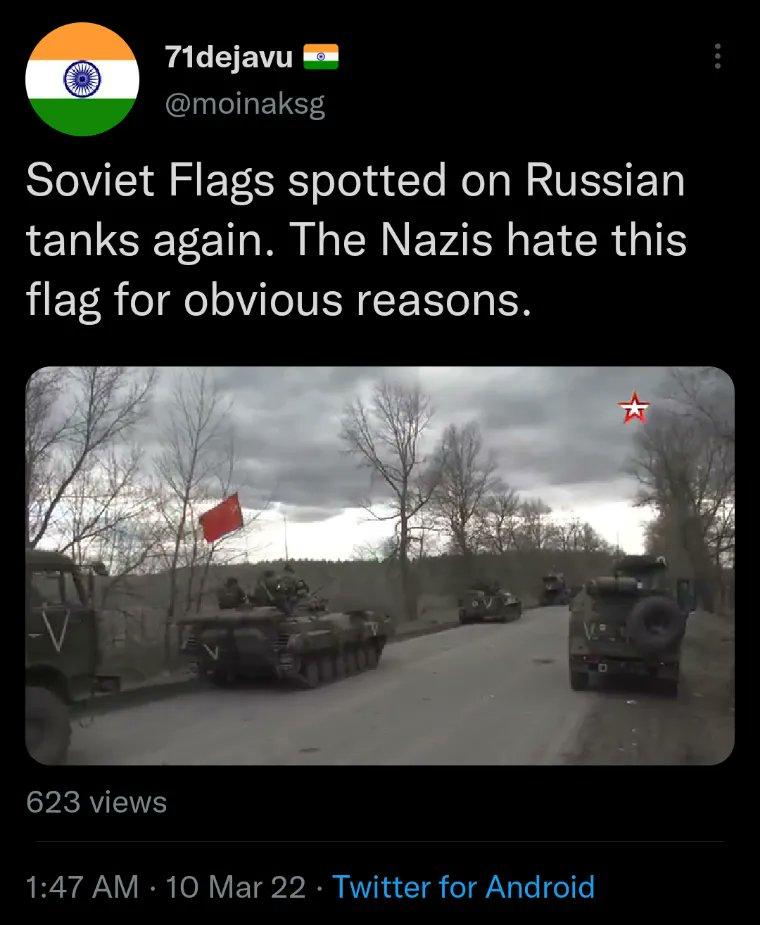 71dejavu 🇮🇳
@moinaksg
Soviet Flags spotted on Russian
tanks again. The Nazis hate this
flag for obvious reasons.
V
V
V
V
623 views
1:47 AM · 10 Mar 22 · Twitter for Android